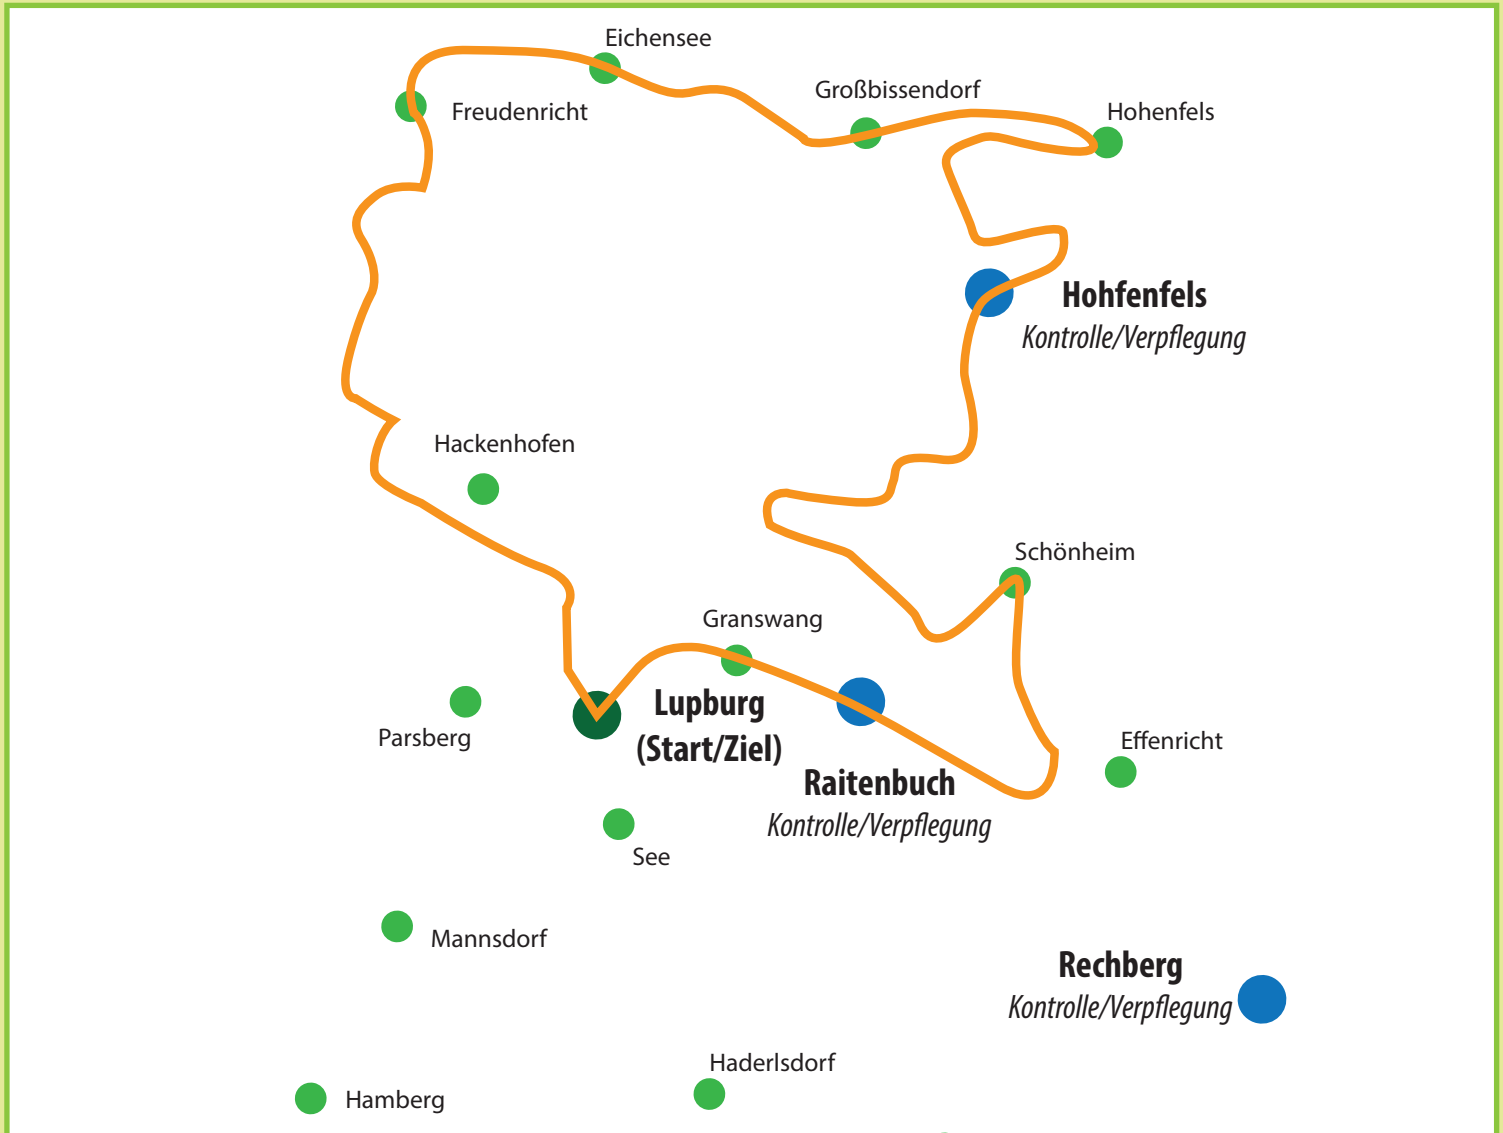 Eichensee
Freudenricht
Großbissendorf
Hohenfels
Hohfenfels
Kontrolle/Verpflegung
Hackenhofen
Schönheim
Granswang
Lupburg
(Start/Ziel)
Parsberg
Raitenbuch
Kontrolle/Verpflegung
Effenricht
See
Mannsdorf
Rechberg
Kontrolle/Verpflegung
Haderlsdorf
Hamberg